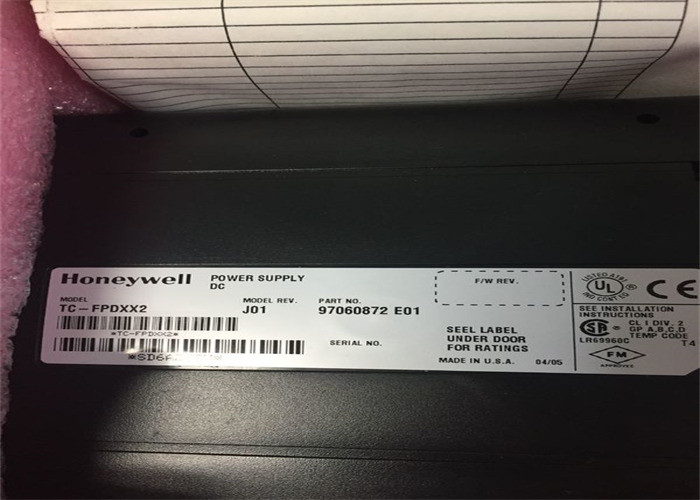 Honeywell
POWER SUPPLY
DC
MODEL
TC-FPDXX2
*TC-FPDXX2*
MODEL REV.
J01
PART NO.
97060872 E01
SERIAL NO.
F/W REV.
SEEL LABEL
UNDER DOOR
FOR RATINGS
MADE IN U.S.A. 04/05
UL
CE
SEE INSTALLATION
INSTRUCTIONS
CL I DIV. 2
GP A,B,C,D
TEMP CODE
T4
LR69960C
FM
APPROVED